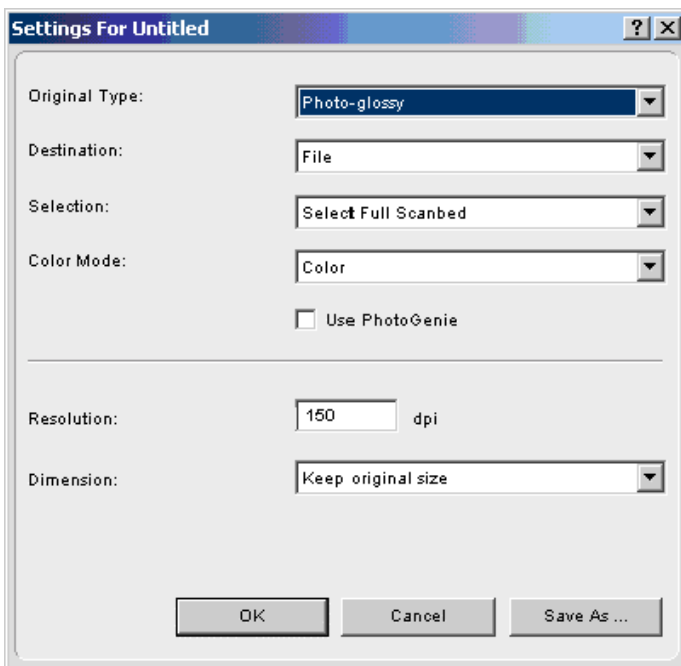 Settings For Untitled
Original Type: Photo-glossy
Destination: File
Selection: Select Full Scanbed
Color Mode: Color
Use PhotoGenie
Resolution: 150 dpi
Dimension: Keep original size
OK Cancel Save As ...